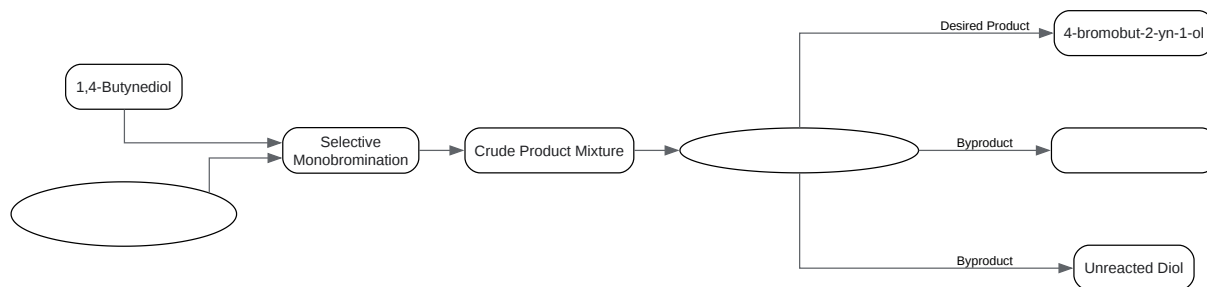 Desired Product
4-bromobut-2-yn-1-ol
1,4-Butynediol
Selective
Monobromination
Crude Product Mixture
Byproduct
Byproduct
Unreacted Diol